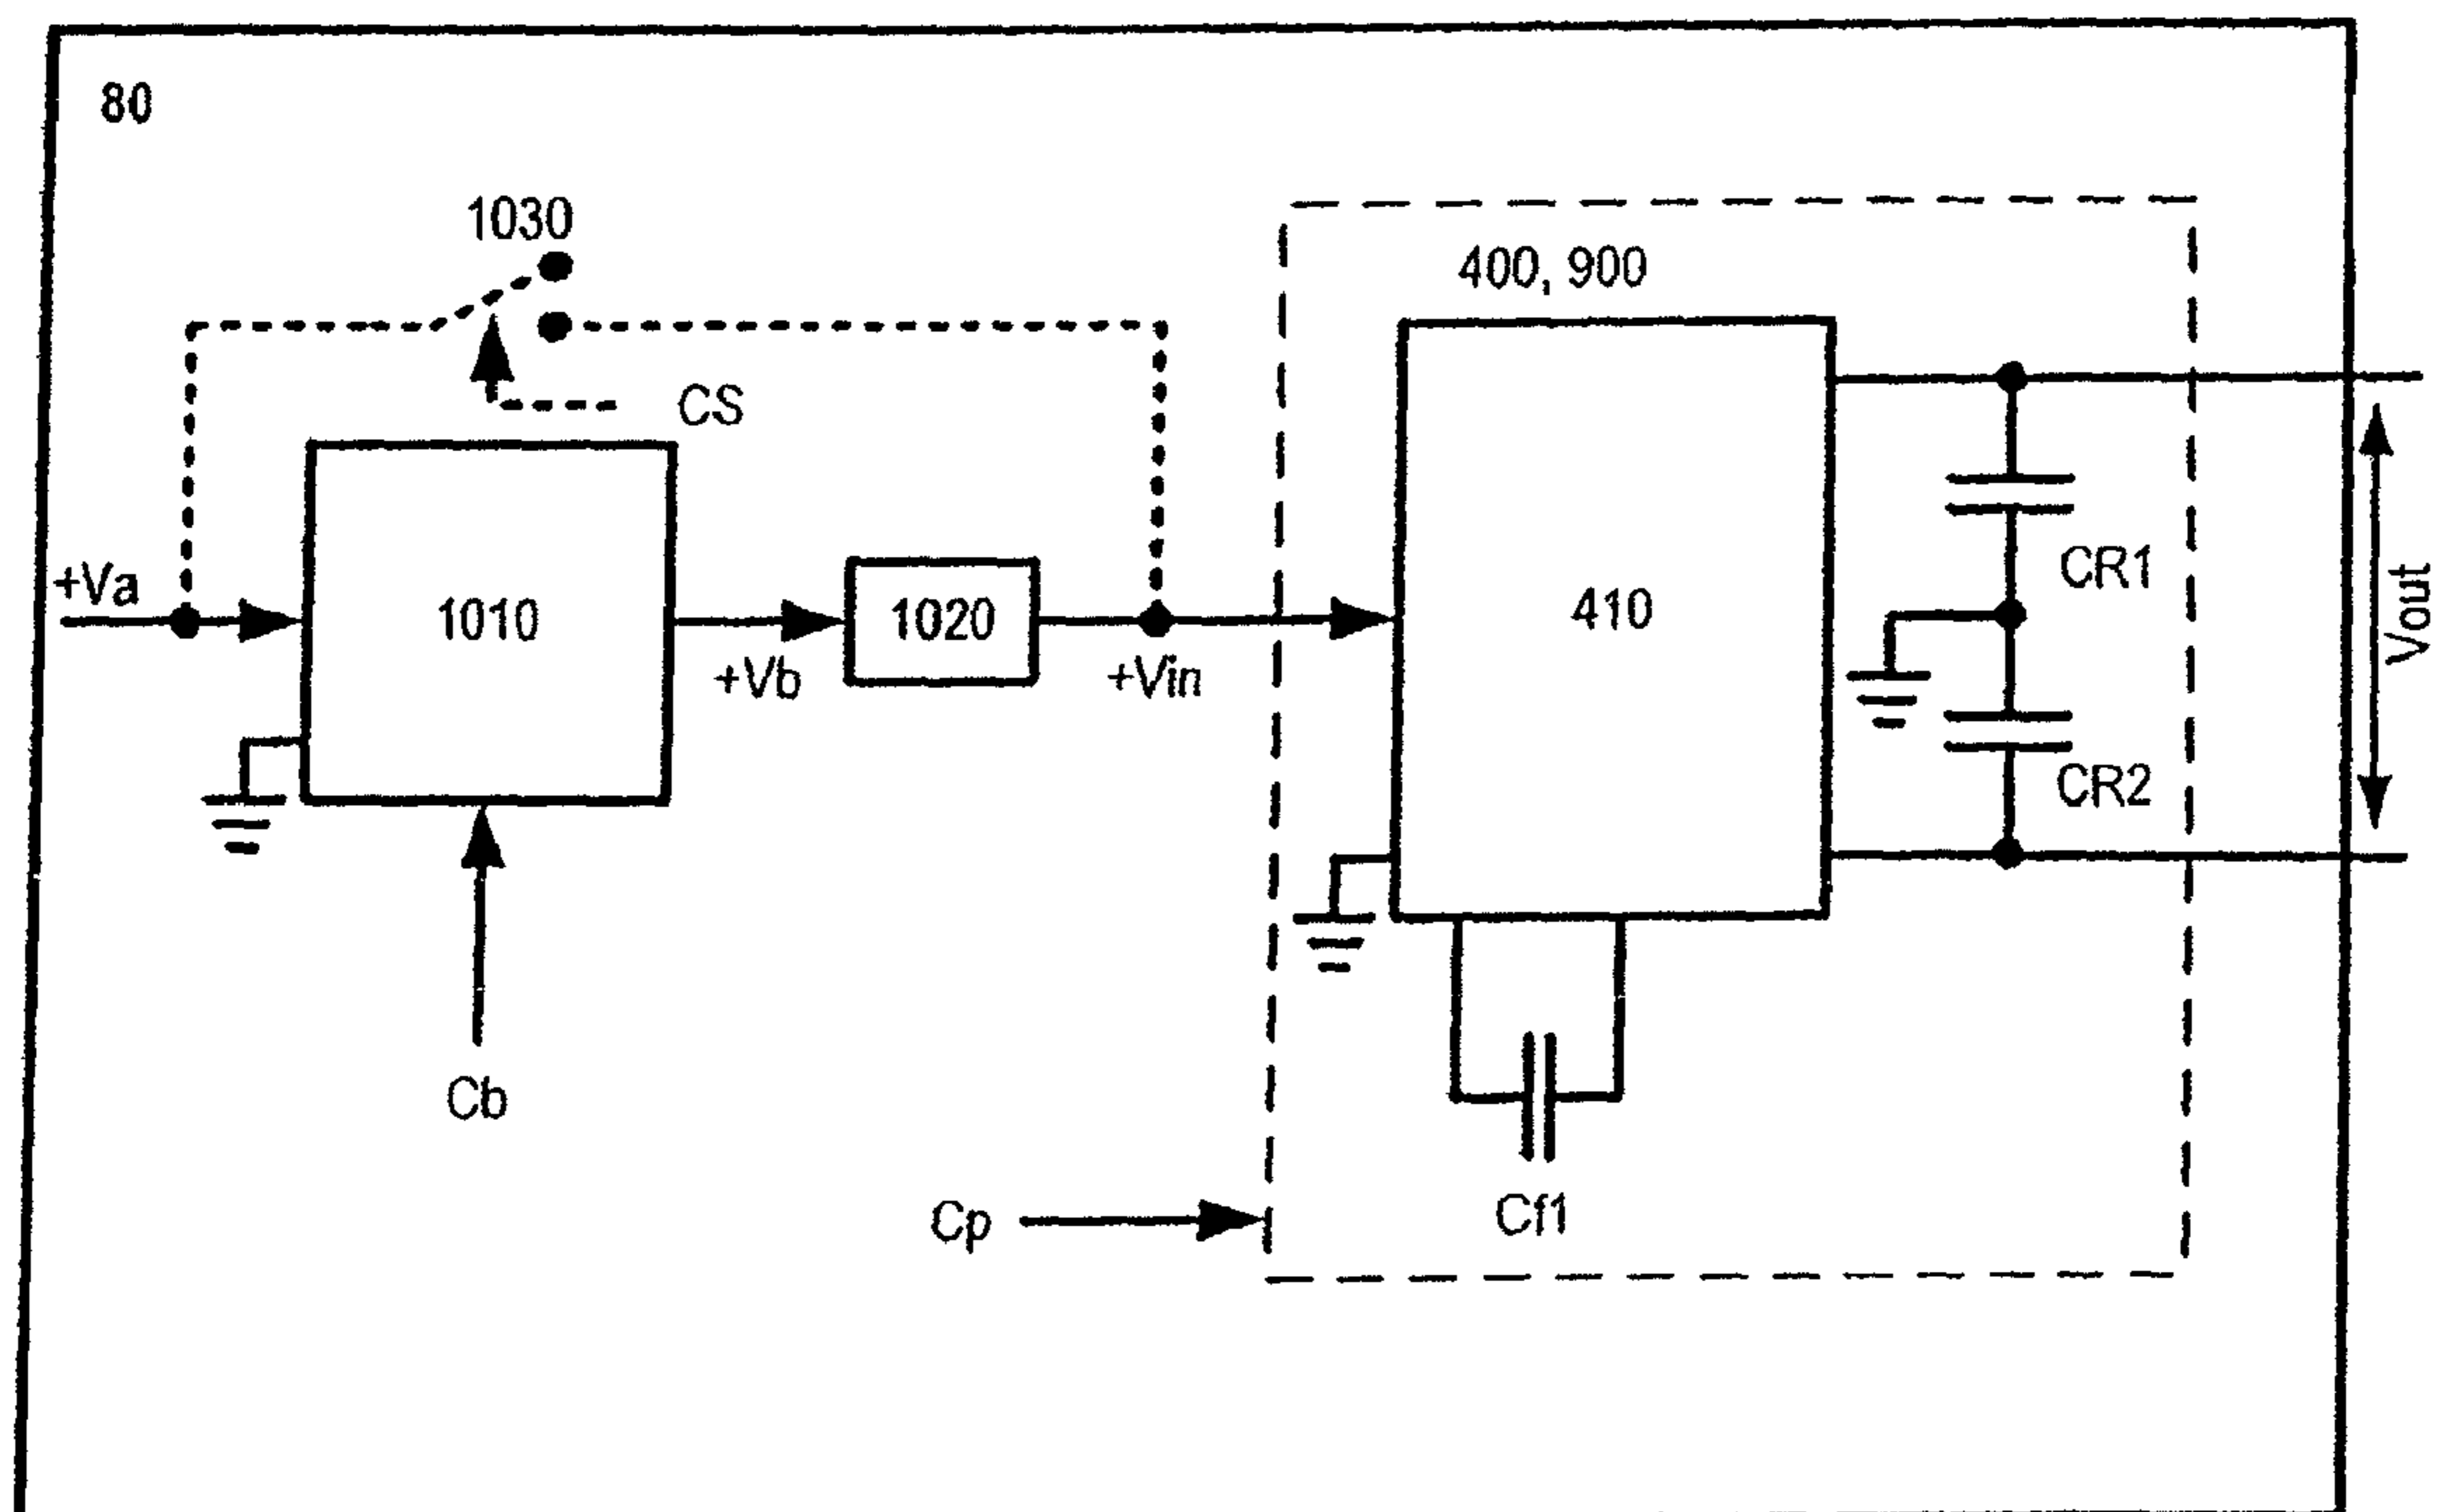 80
1030
400, 900
CS
+Va
1010
+Vb
1020
+Vin
410
CR1
CR2
Vout
Cb
Cp
Cf1